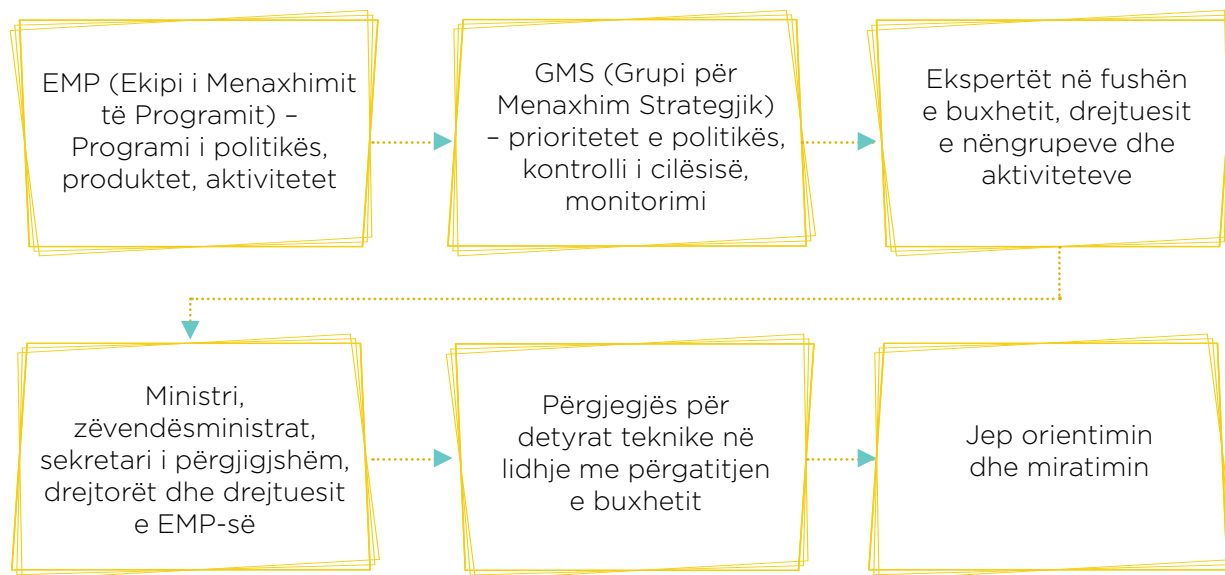 EMP (Ekipi i Menaxhimit
të Programit) –
Programi i politikës,
produktet, aktivitetet
GMS (Grupi për
Menaxhim Strategjik)
– prioritetet e politikës,
kontrolli i cilësisë,
monitorimi
Ekspertët në fushën
e buxhetit, drejtuesit
e nëngrupeve dhe
aktiviteteve
Ministri,
zëvendësministrat,
sekretari i përgjigjshëm,
drejtorët dhe drejtuesit
e EMP-së
Përgjegjës për
detyrat teknike në
lidhje me përgatitjen
e buxhetit
Jep orientimin
dhe miratimin